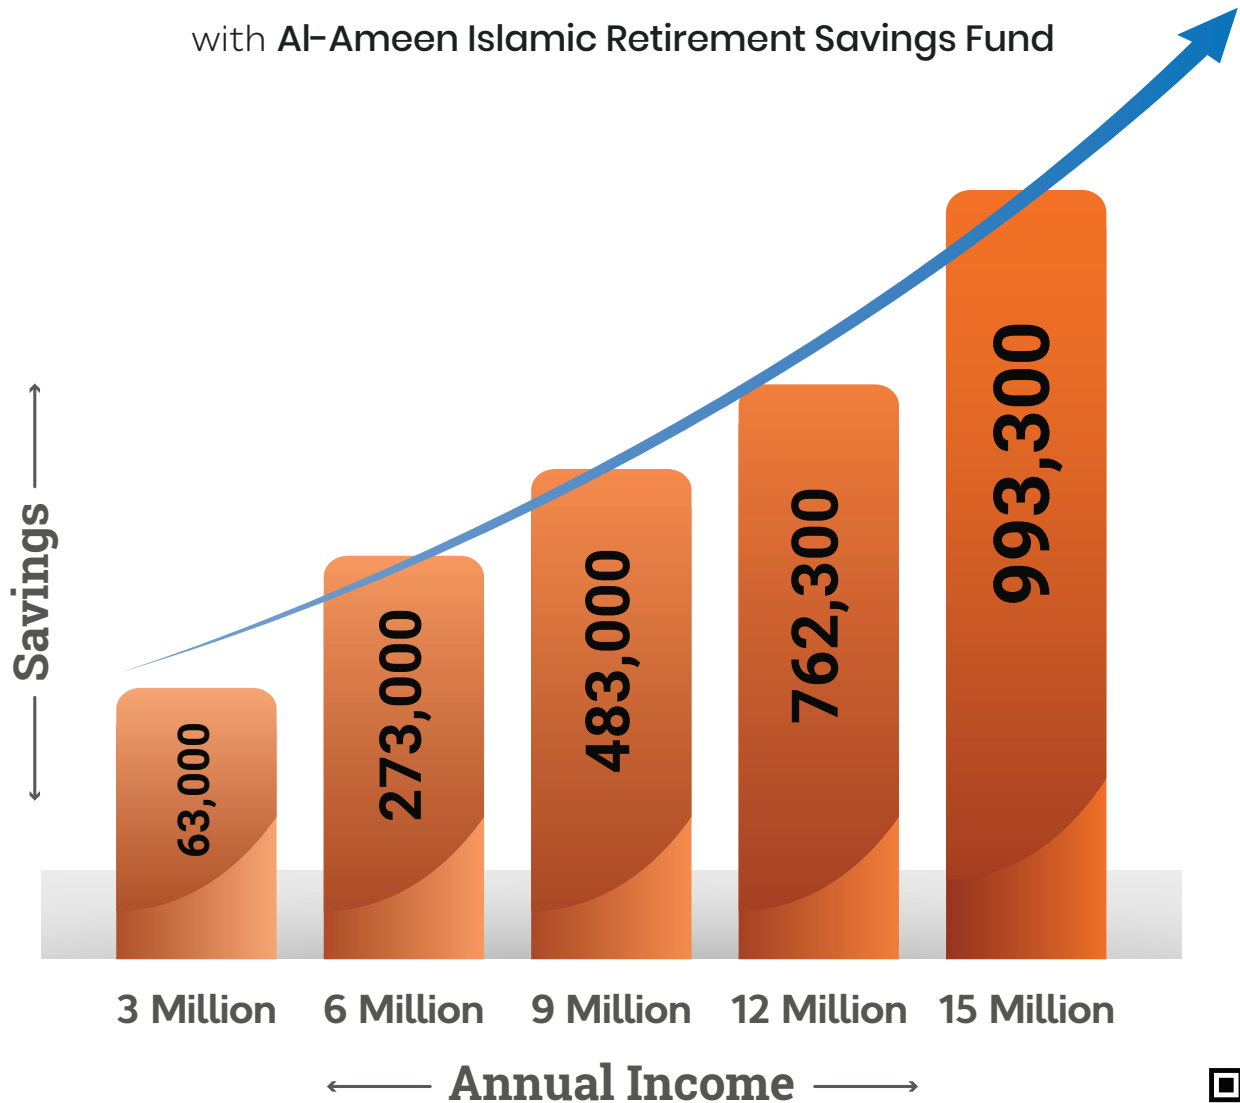 with Al-Ameen Islamic Retirement Savings Fund
Savings
63,000
273,000
483,000
762,300
993,300
3 Million
6 Million
9 Million
12 Million
15 Million
Annual Income